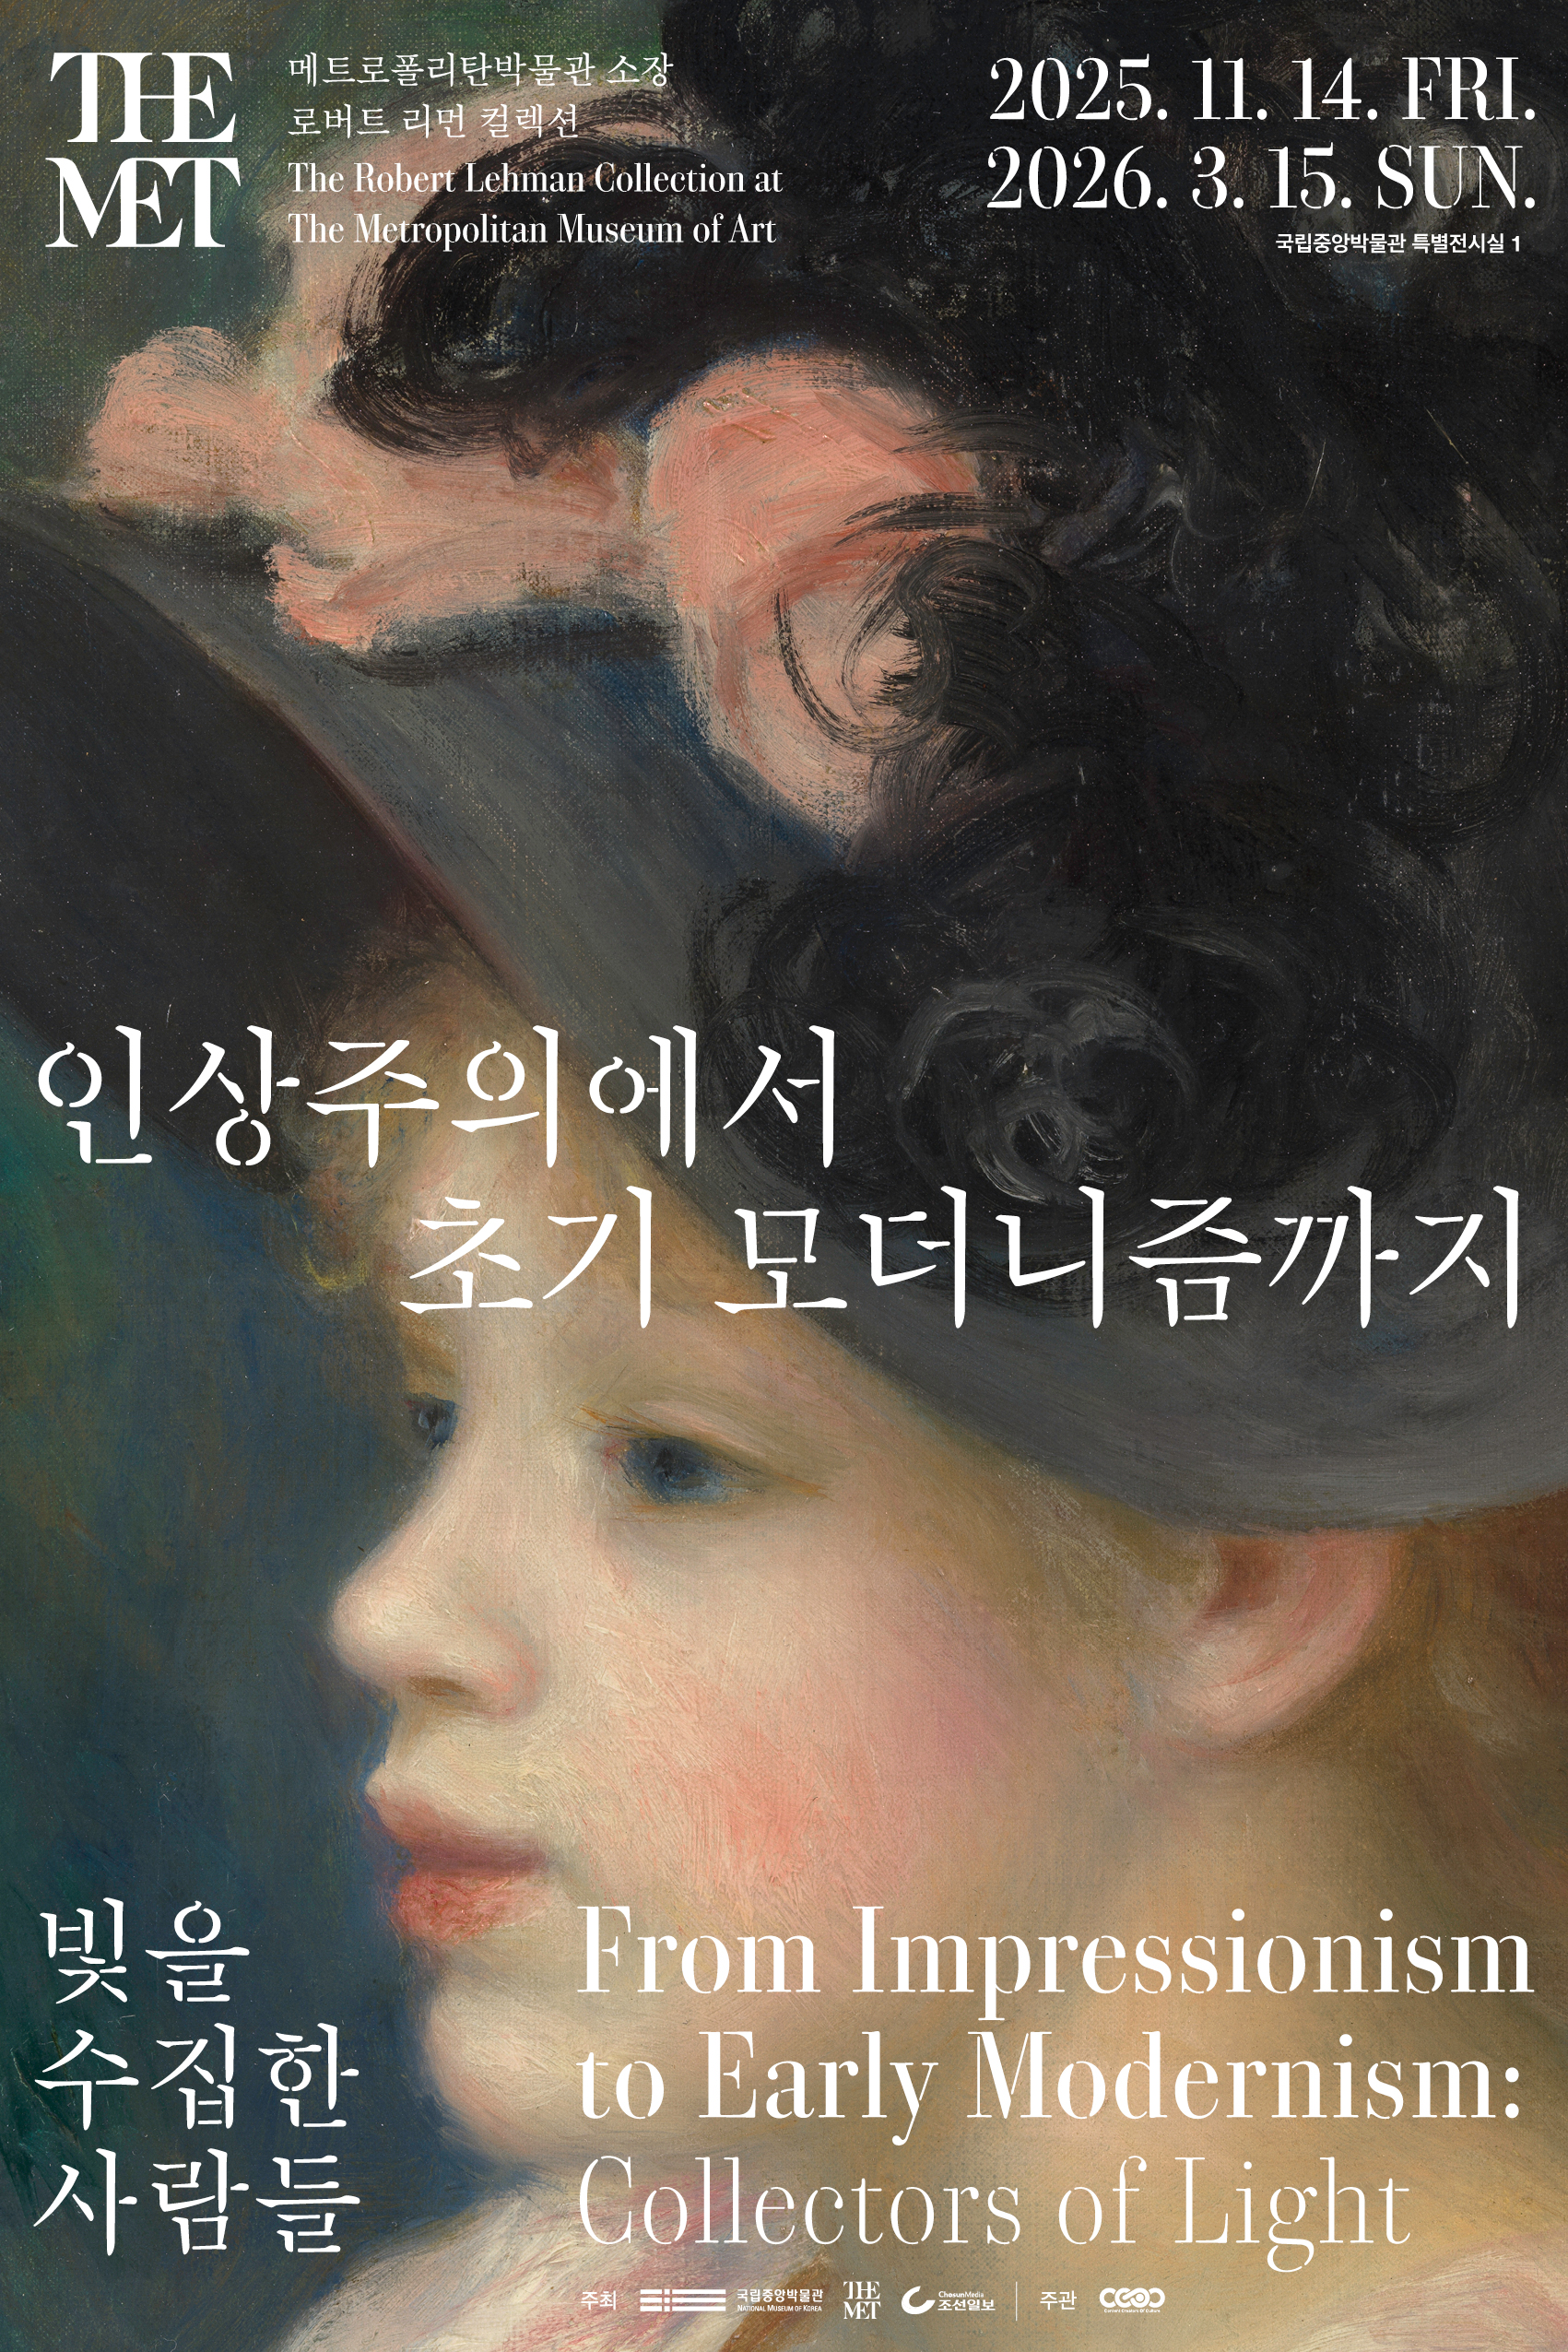 THE
MET
메트로폴리탄박물관 소장
로버트 리먼 컬렉션
The Robert Lehman Collection at
The Metropolitan Museum of Art
2025. 11. 14. FRI.
2026. 3. 15. SUN.
국립중앙박물관 특별전시실 1
인상주의에서
초기 모더니즘까지
빛을
수집한
사람들
From Impressionism
to Early Modernism:
Collectors of Light
주최
국립중앙박물관
NATIONAL MUSEUM OF KOREA
THE
MET
ChosunMedia
조선일보
주관